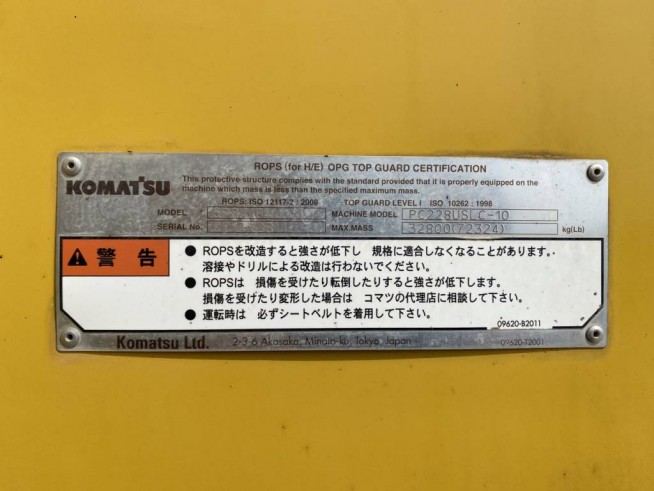 ROPS (for H/E) OPG TOP GUARD CERTIFICATION
KOMATSU
This protective structure complies with the standard provided that it is properly equipped on the
machine which mass is less than the specified maximum mass.
ROPS: ISO 12117-2 : 2008 TOP GUARD LEVEL I ISO 10262 : 1998
MODEL MACHINE MODEL PC228USLC-10
SERIAL No. MAX.MASS 32800(72324) kg(Lb)
警告
● ROPSを改造すると強さが低下し 規格に適合しなくなることがあります。
溶接やドリルによる改造は行わないでください。
● ROPSは 損傷を受けたり転倒したりすると強さが低下します。
損傷を受けたり変形した場合は コマツの代理店に相談して下さい。
● 運転時は 必ずシートベルトを着用して下さい。
09620-B2011
Komatsu Ltd. 2-3-6 Akasaka, Minato-ku, Tokyo, Japan 09620-T2001